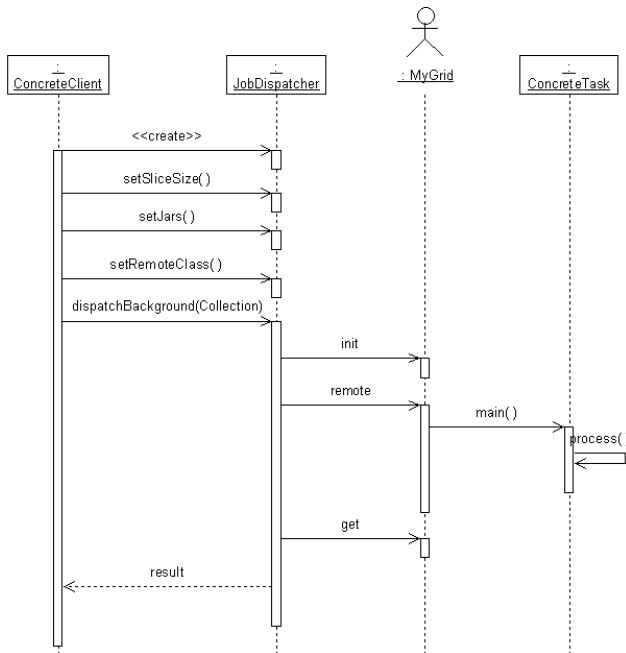 : ConcreteClient
: JobDispatcher
: MyGrid
: ConcreteTask
<<create>>
setSliceSize( )
setJars( )
setRemoteClass( )
dispatchBackground(Collection)
init
remote
main( )
process(
get
result